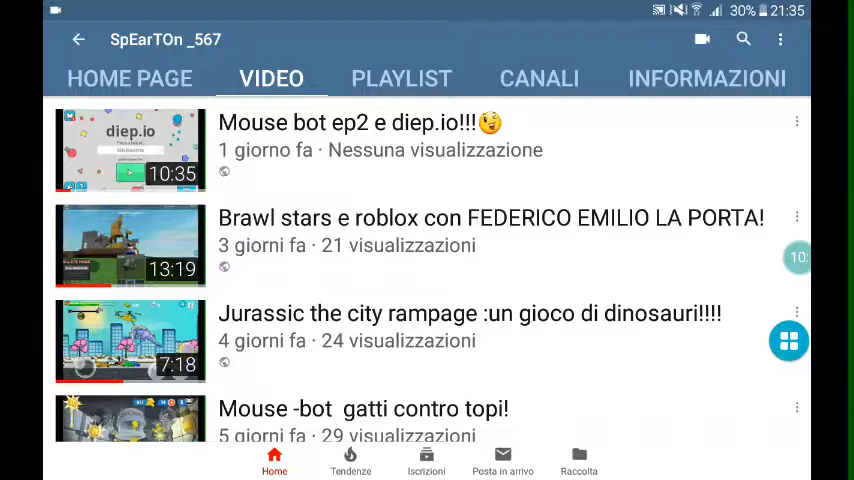 30% 21:35
SpEarTOn _567
HOME PAGE VIDEO PLAYLIST CANALI INFORMAZIONI
diep.io
10:35
Mouse bot ep2 e diep.io!!!😉
1 giorno fa · Nessuna visualizzazione
13:19
Brawl stars e roblox con FEDERICO EMILIO LA PORTA!
3 giorni fa · 21 visualizzazioni
10:
7:18
Jurassic the city rampage :un gioco di dinosauri!!!!
4 giorni fa · 24 visualizzazioni
Mouse -bot gatti contro topi!
5 giorni fa · 29 visualizzazioni
Home Tendenze Iscrizioni Posta in arrivo Raccolta